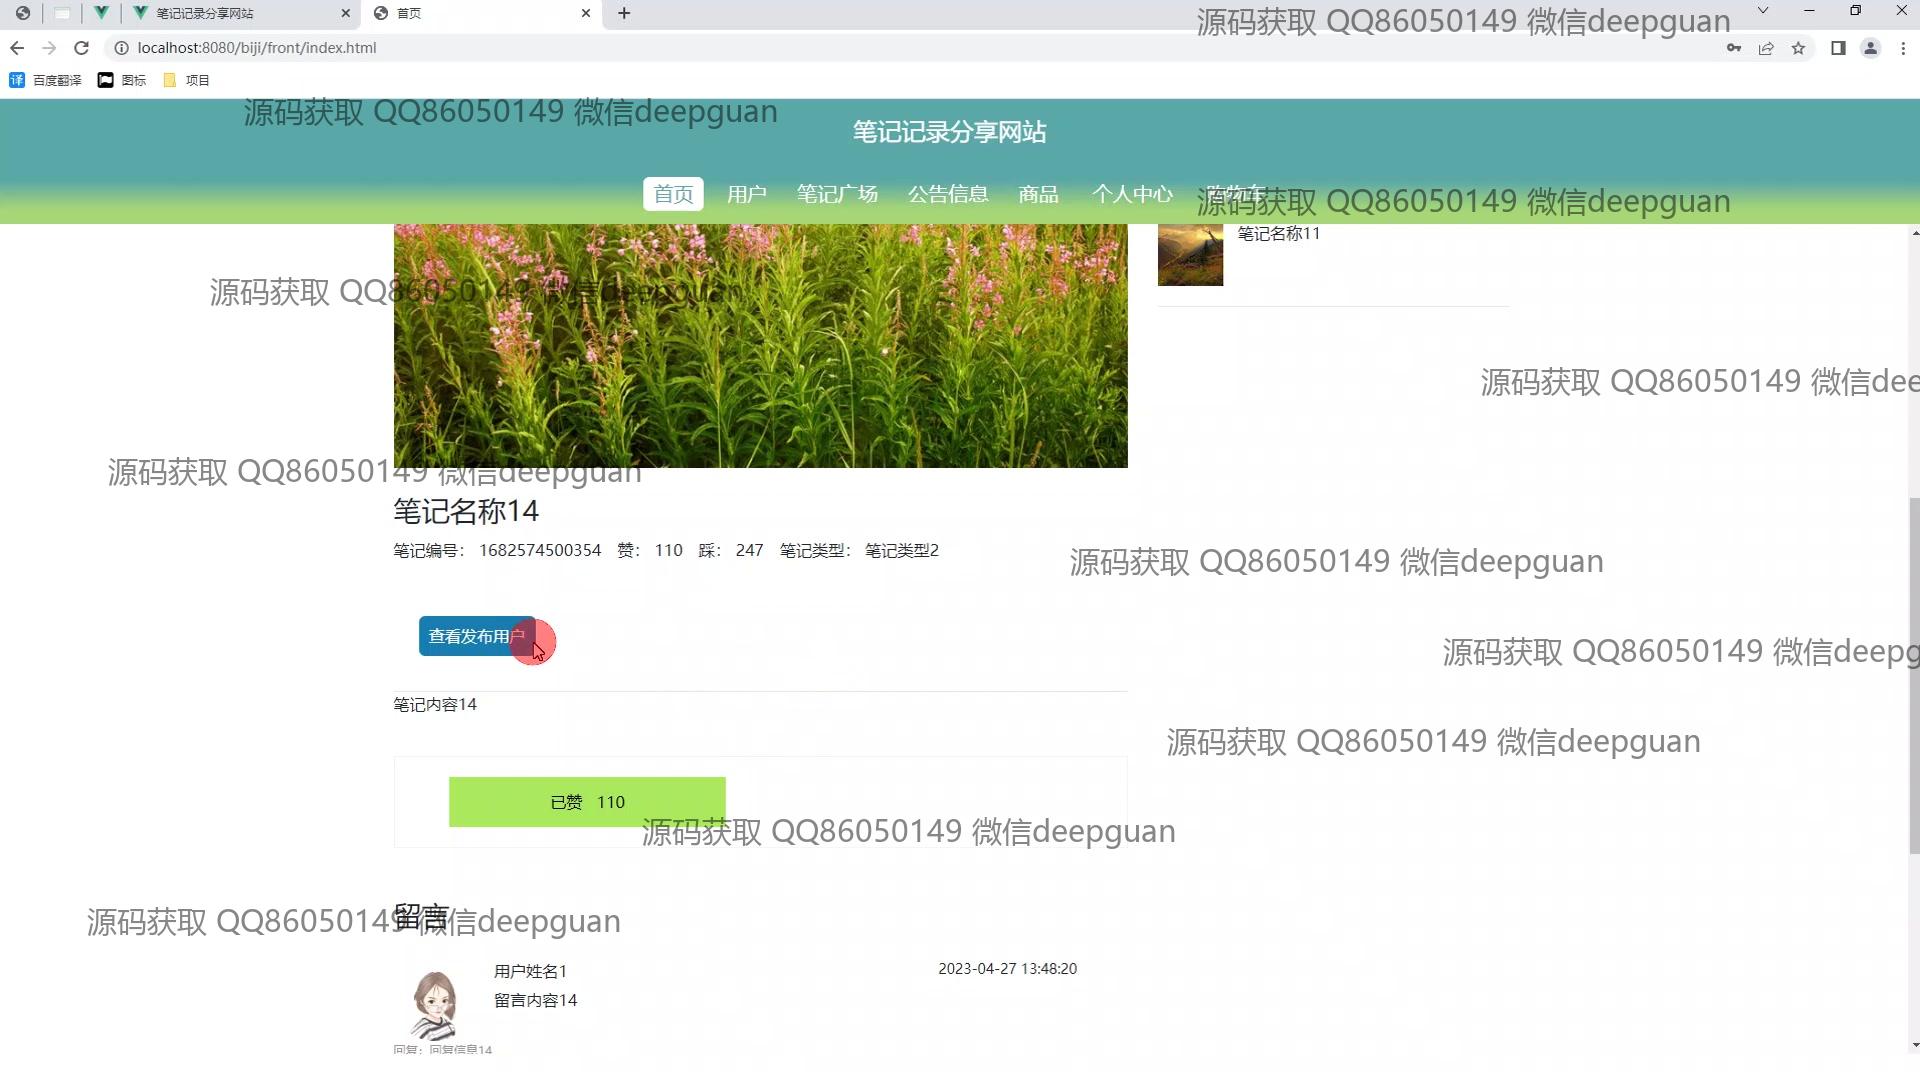 笔记记录分享网站
首页
localhost:8080/biji/front/index.html
源码获取 QQ86050149 微信deepguan
译 百度翻译 图标 项目
源码获取 QQ86050149 微信deepguan
笔记记录分享网站
首页 用户 笔记广场 公告信息 商品 个人中心
源码获取 QQ86050149 微信deepguan
笔记名称11
源码获取 QQ86050149 微信deepguan
源码获取 QQ86050149 微信dee
源码获取 QQ86050149 微信deepguan
笔记名称14
笔记编号： 1682574500354 赞： 110 踩： 247 笔记类型： 笔记类型2
源码获取 QQ86050149 微信deepguan
查看发布用户
源码获取 QQ86050149 微信deepg
笔记内容14
源码获取 QQ86050149 微信deepguan
已赞 110
源码获取 QQ86050149 微信deepguan
留言
源码获取 QQ86050149 微信deepguan
用户姓名1
2023-04-27 13:48:20
留言内容14
回复：回复信息14